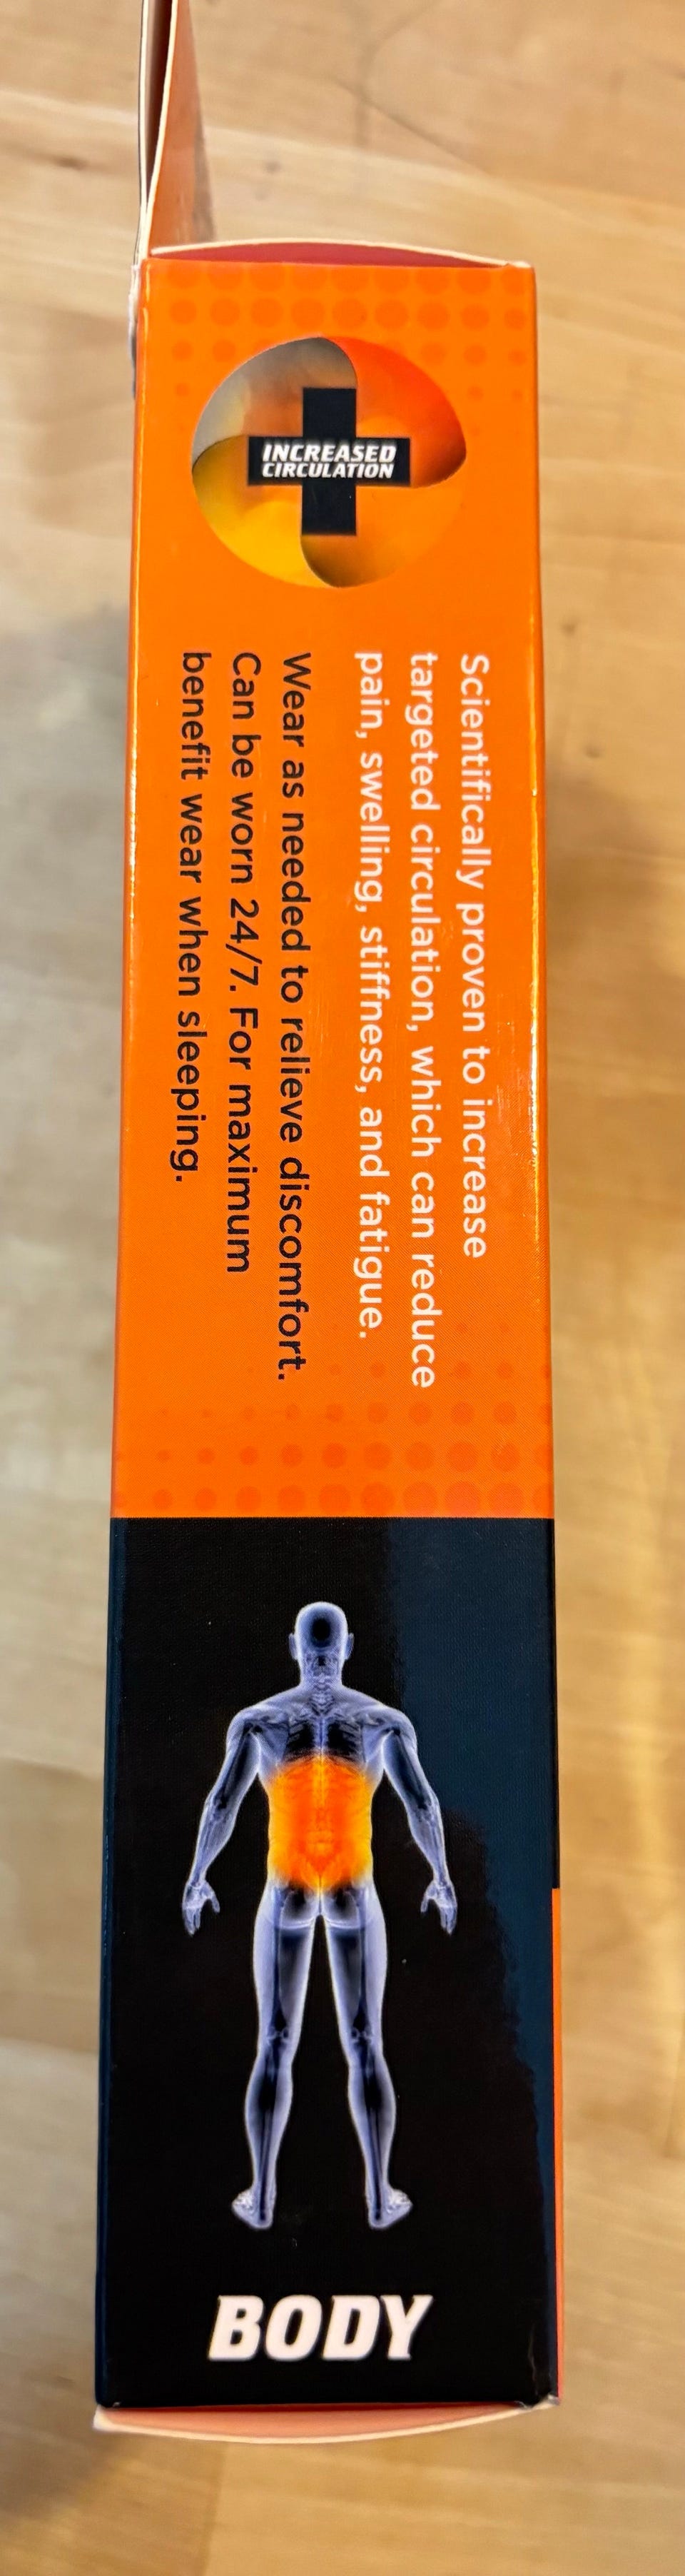 INCREASED
CIRCULATION
Scientifically proven to increase
targeted circulation, which can reduce
pain, swelling, stiffness, and fatigue.
Wear as needed to relieve discomfort.
Can be worn 24/7. For maximum
benefit wear when sleeping.
BODY